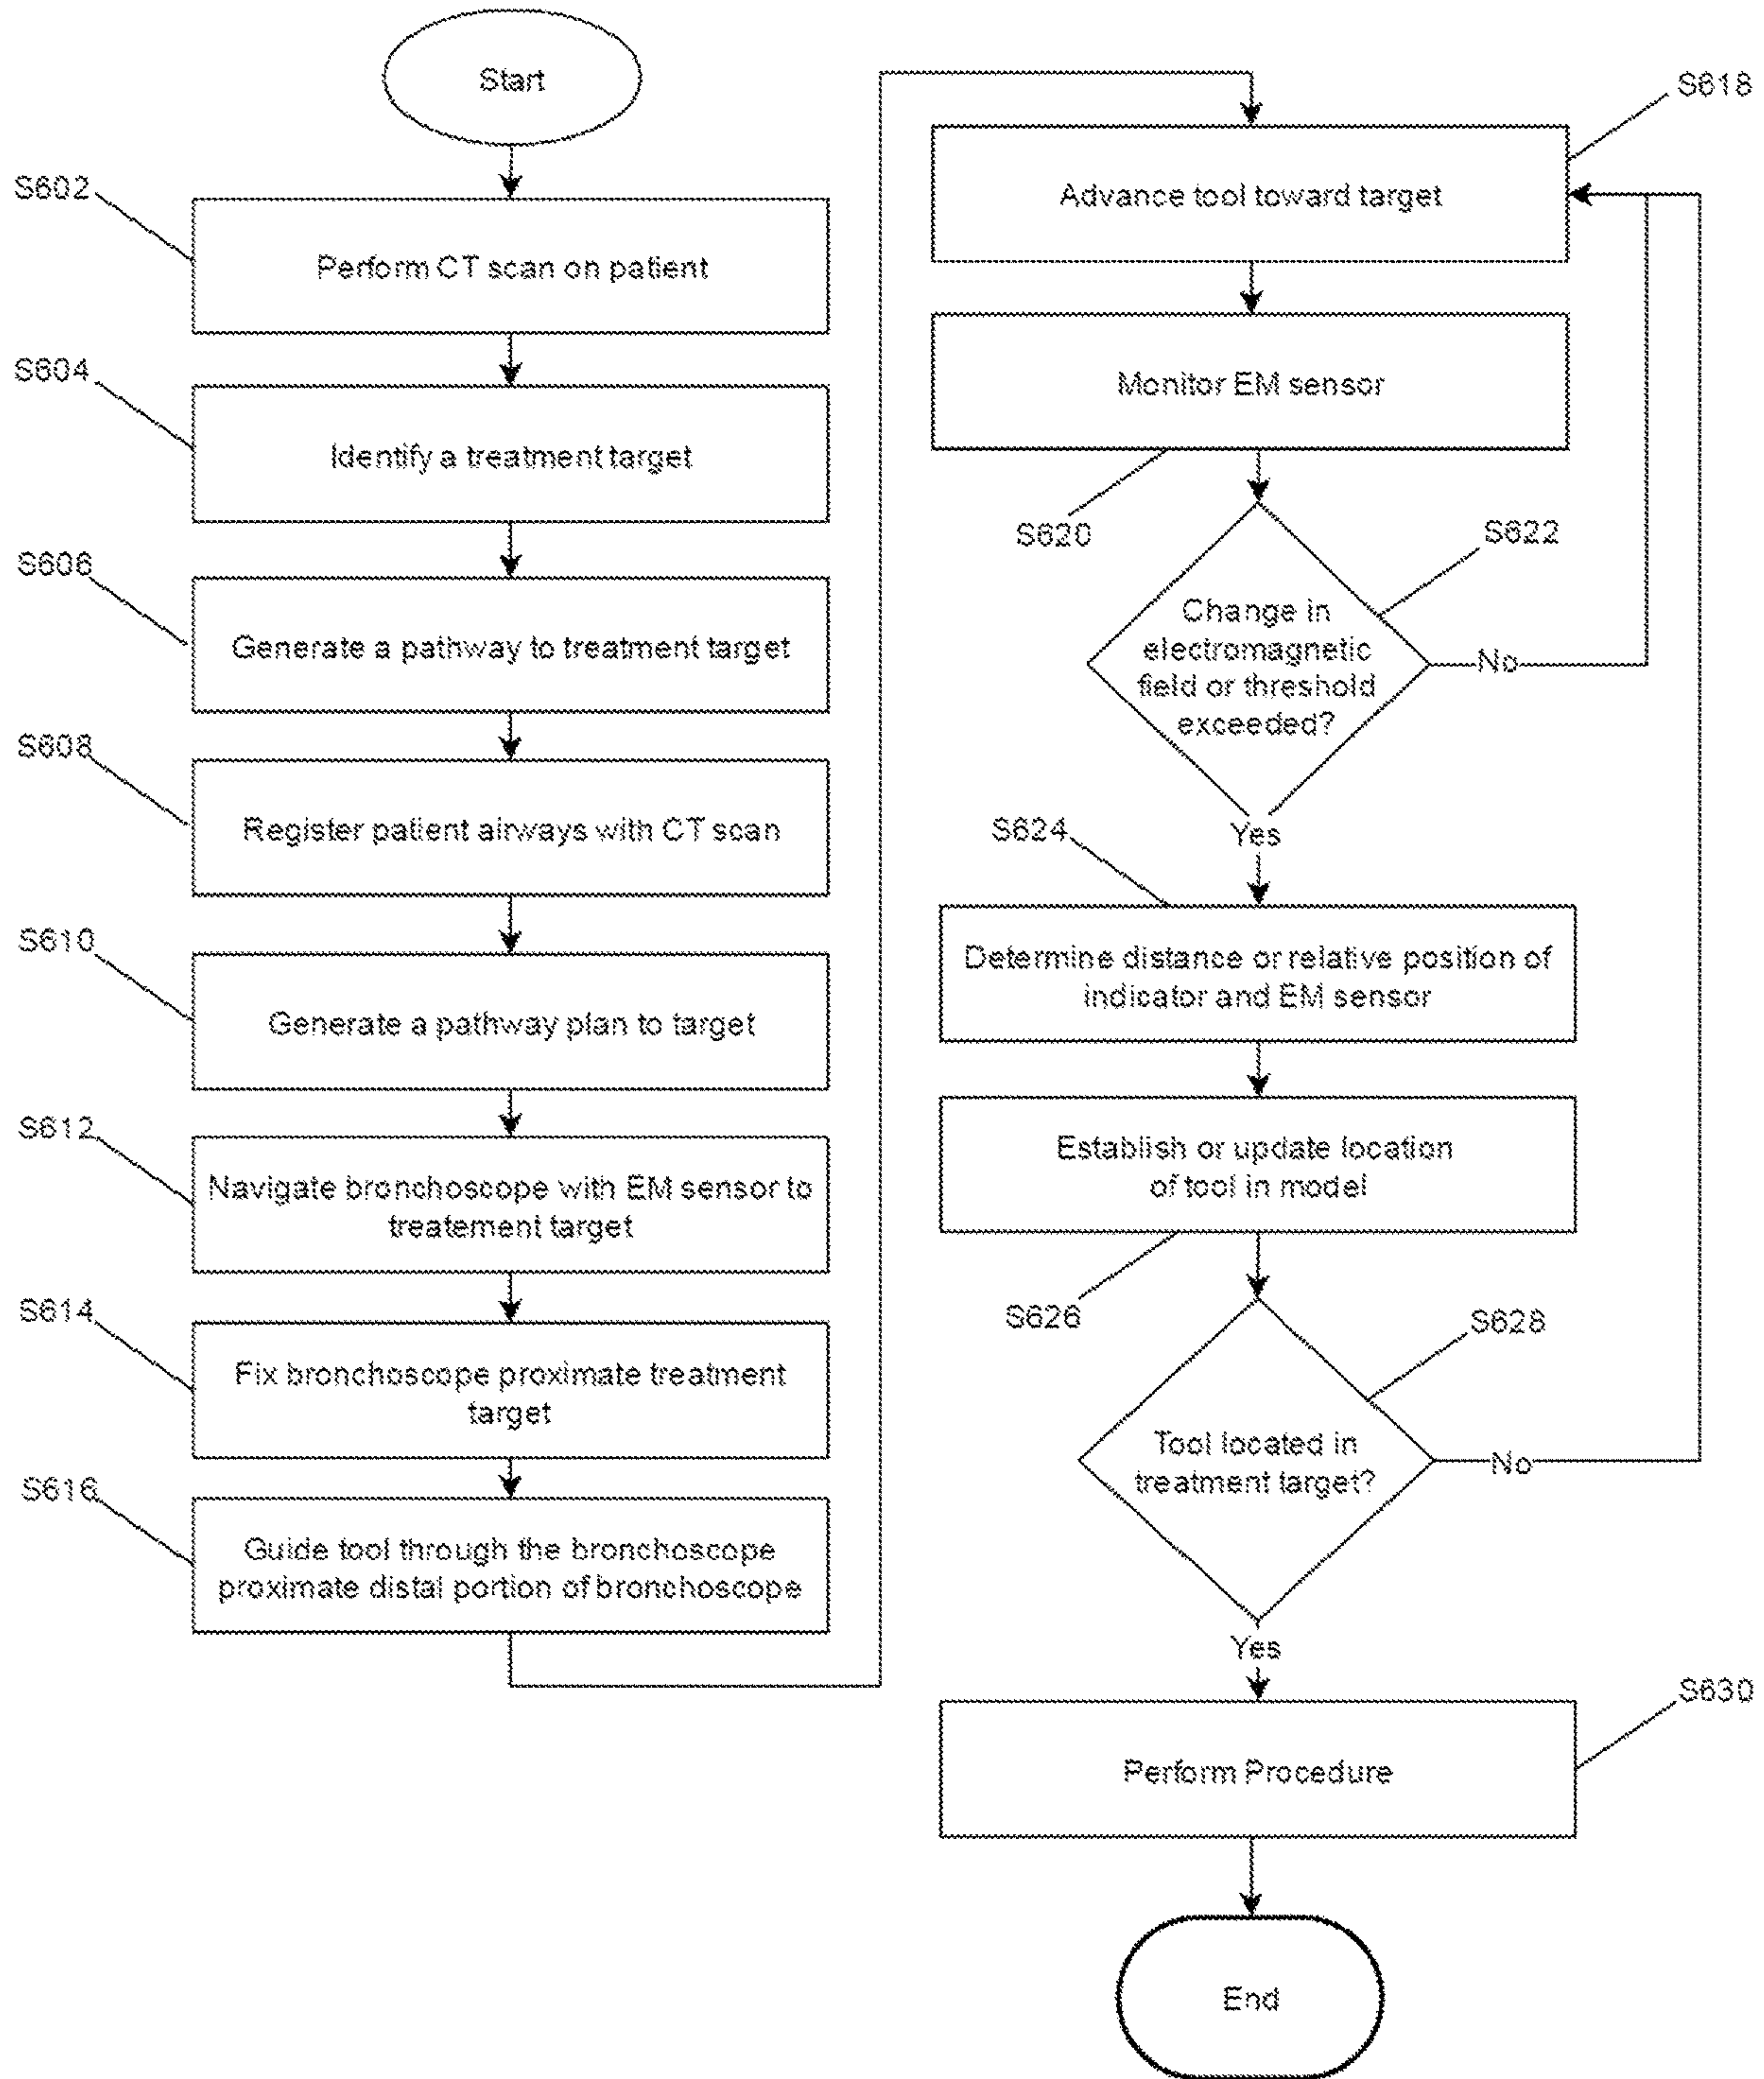 Start
S602
Perform CT scan on patient
S604
Identify a treatment target
S606
Generate a pathway to treatment target
S608
Register patient airways with CT scan
S610
Generate a pathway plan to target
S612
Navigate bronchoscope with EM sensor to
treatement target
S614
Fix bronchoscope proximate treatment
target
S616
Guide tool through the bronchoscope
proximate distal portion of bronchoscope
S618
Advance tool toward target
Monitor EM sensor
S620
S622
Change in
electromagnetic
field or threshold
exceeded?
No
Yes
S624
Determine distance or relative position of
indicator and EM sensor
Establish or update location
of tool in model
S626
S628
Tool located in
treatment target?
No
Yes
S630
Perform Procedure
End